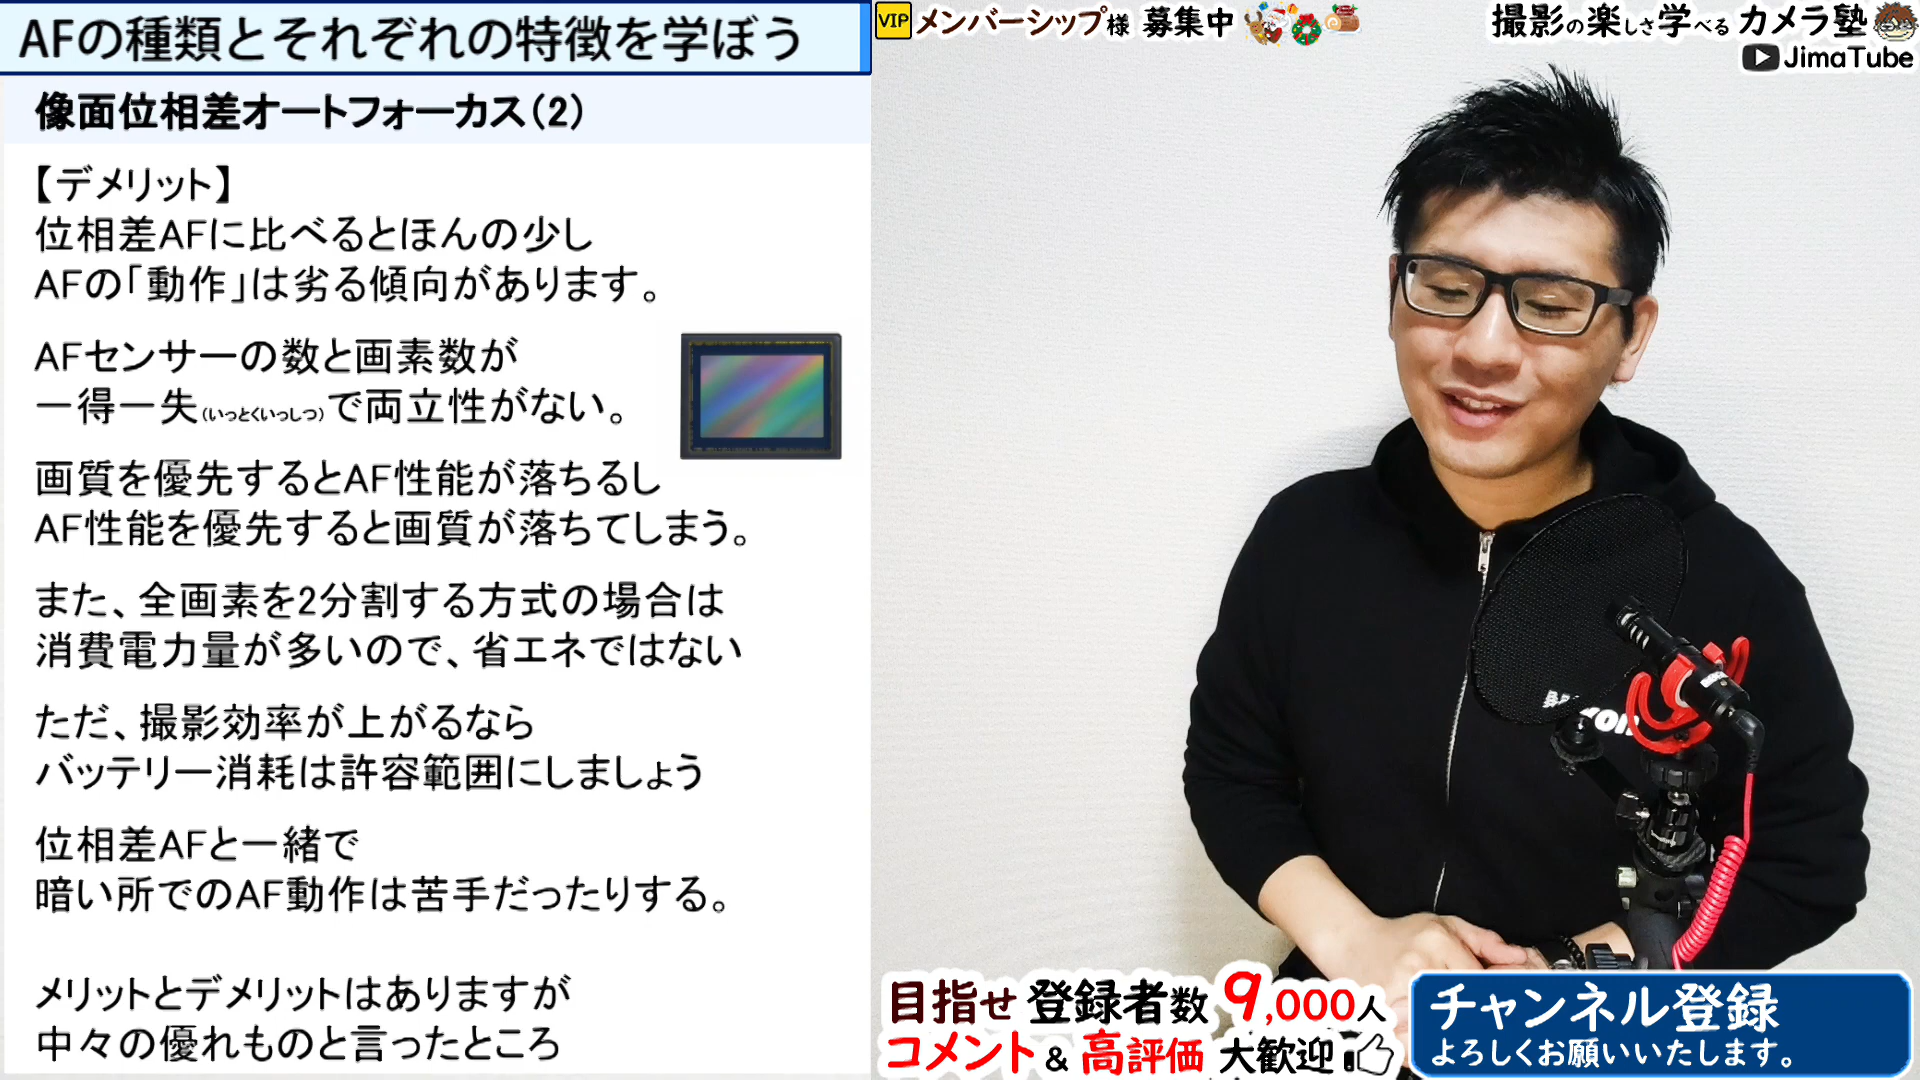 AFの種類とそれぞれの特徴を学ぼう
像面位相差オートフォーカス(2)
【デメリット】
位相差AFに比べるとほんの少し
AFの「動作」は劣る傾向があります。
AFセンサーの数と画素数が
一得一失(いっとくいっしつ)で両立性がない。
画質を優先するとAF性能が落ちるし
AF性能を優先すると画質が落ちてしまう。
また、全画素を2分割する方式の場合は
消費電力量が多いので、省エネではない
ただ、撮影効率が上がるなら
バッテリー消耗は許容範囲にしましょう
位相差AFと一緒で
暗い所でのAF動作は苦手だったりする。
メリットとデメリットはありますが
中々の優れものと言ったところ
VIP メンバーシップ様 募集中
撮影の楽しさ学べる カメラ塾
JimaTube
目指せ 登録者数 9,000人
コメント & 高評価 大歓迎
チャンネル登録
よろしくお願いいたします。